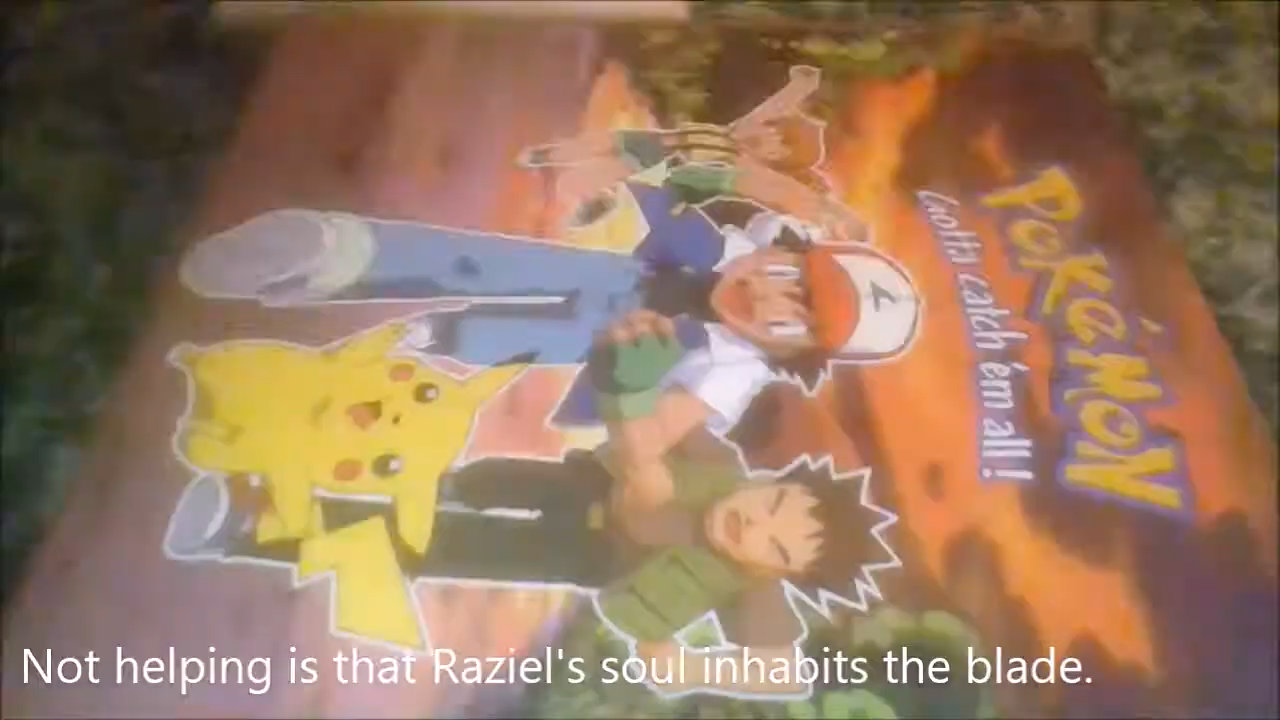 POKéMON
Gotta catch 'em all!
Not helping is that Raziel's soul inhabits the blade.